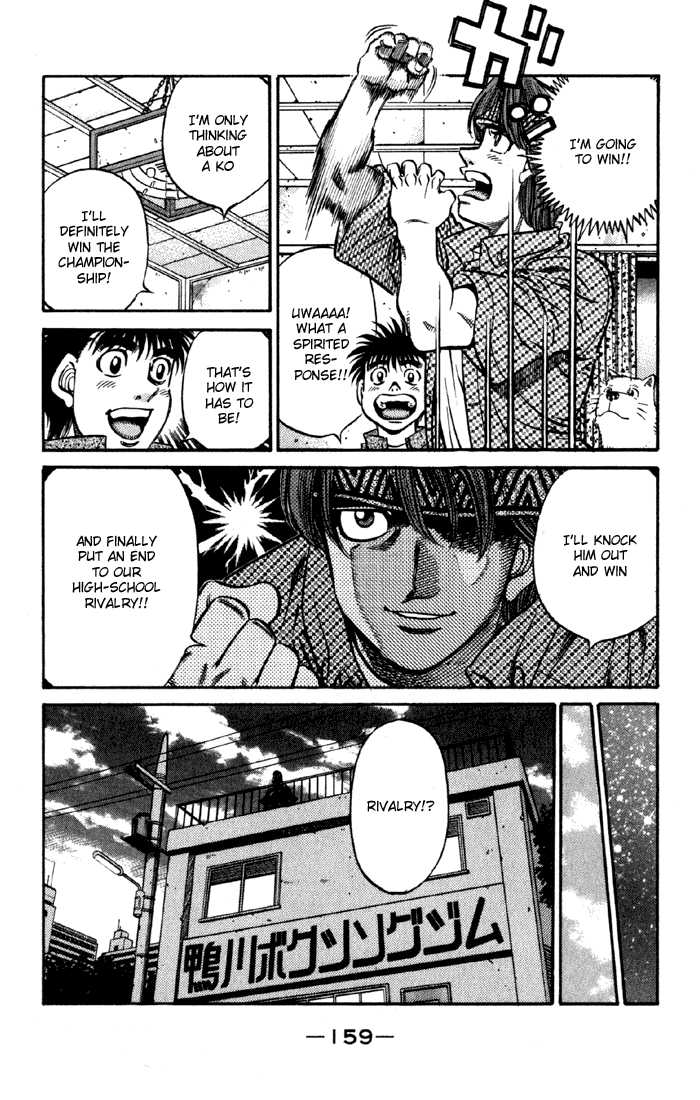 I'M GOING
TO WIN!!
UWAAAA!
WHAT A
SPIRITED
RES-
PONSE!!
I'M ONLY
THINKING
ABOUT
A KO
I'LL
DEFINITELY
WIN THE
CHAMPION-
SHIP!
THAT'S
HOW IT
HAS TO
BE!
I'LL KNOCK
HIM OUT
AND WIN
AND FINALLY
PUT AN END
TO OUR
HIGH-SCHOOL
RIVALRY!!
RIVALRY!?
鴨川ボクシングジム
—159—